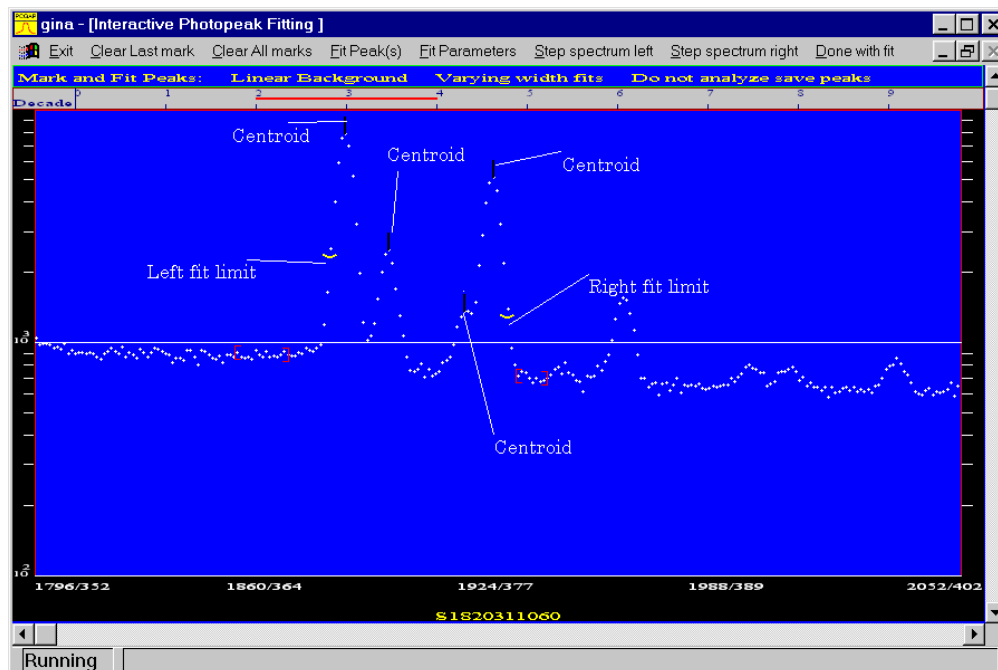 gina - [Interactive Photopeak Fitting ]
Exit Clear Last mark Clear All marks Fit Peak(s) Fit Parameters Step spectrum left Step spectrum right Done with fit
Mark and Fit Peaks: Linear Background Varying width fits Do not analyze save peaks
Decade 0 1 2 3 4 5 6 7 8 9
Centroid
Centroid
Centroid
Left fit limit
Right fit limit
10³
Centroid
10²
1796/352 1860/364 1924/377 1988/389 2052/402
S1820311060
Running